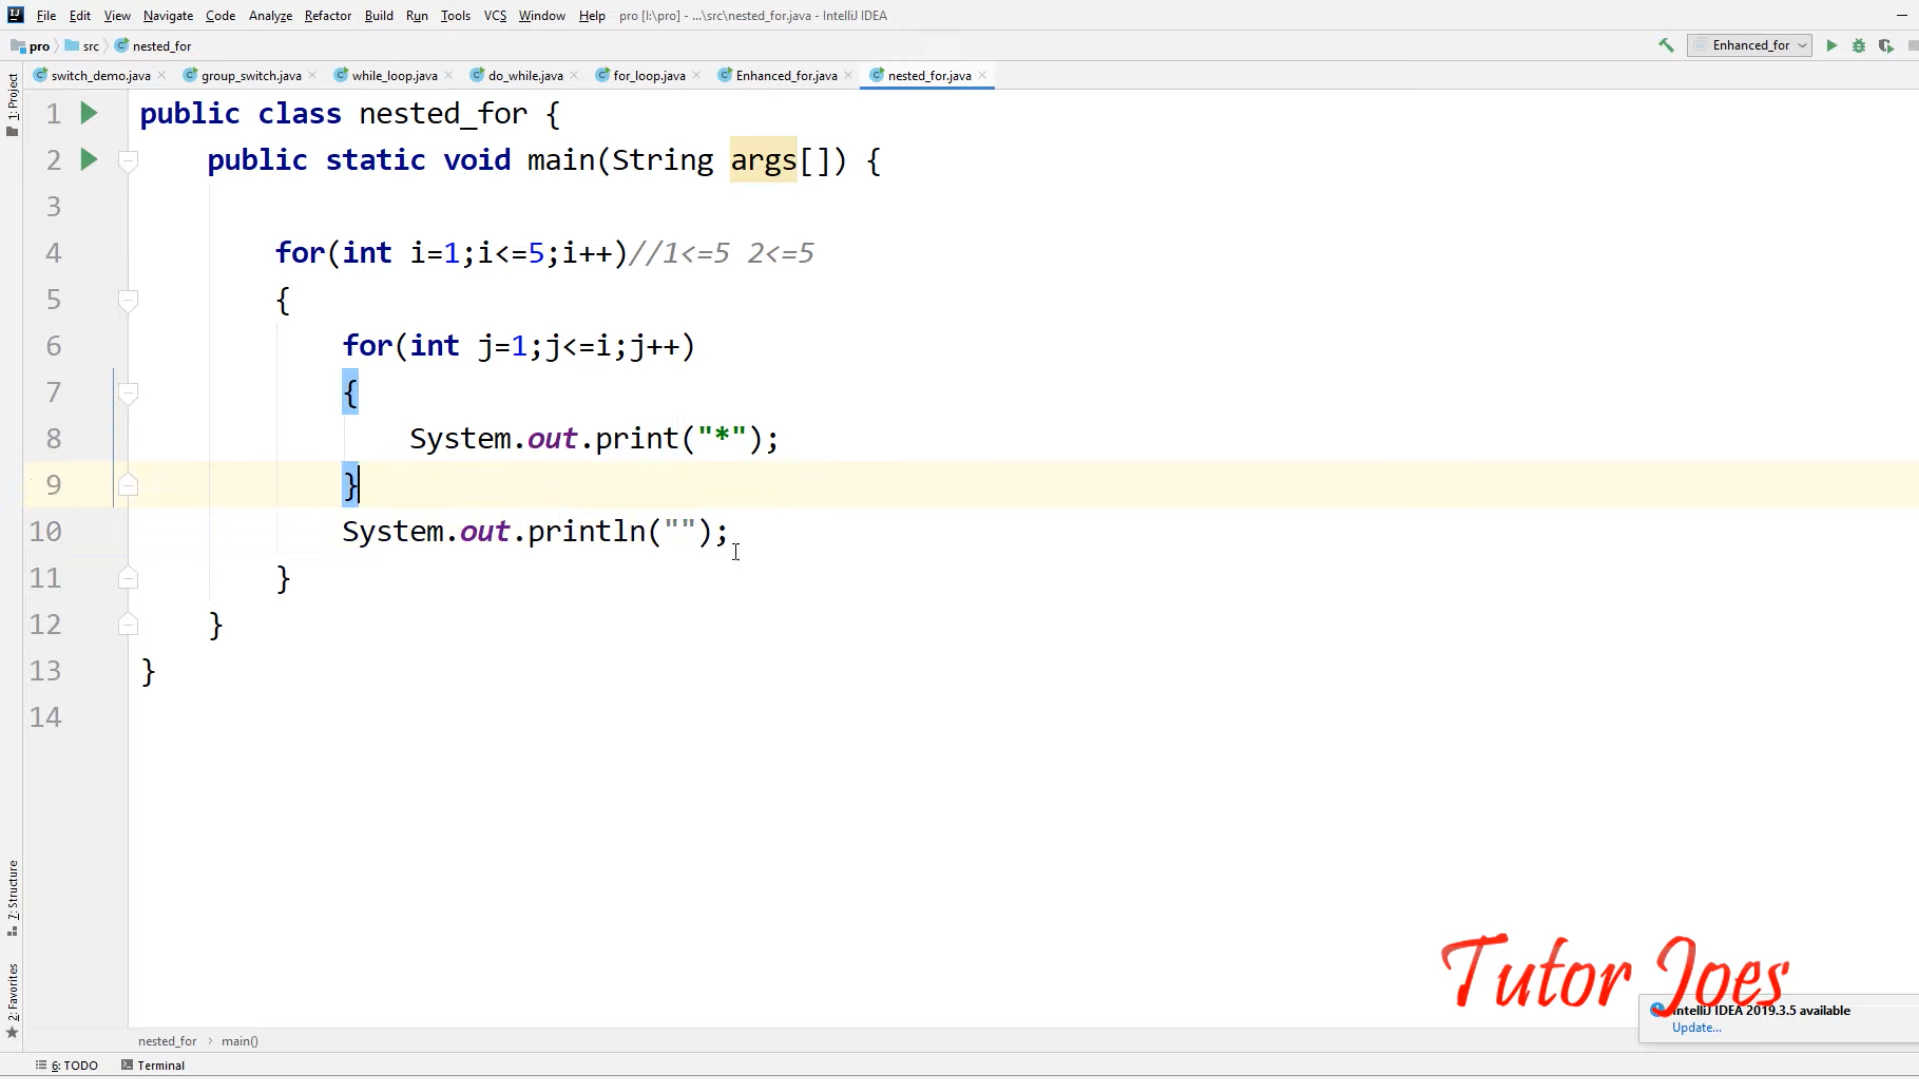 File Edit View Navigate Code Analyze Refactor Build Run Tools VCS Window Help pro [I:\pro] - ...\src\nested_for.java - IntelliJ IDEA
pro src nested_for Enhanced_for
switch_demo.java group_switch.java while_loop.java do_while.java for_loop.java Enhanced_for.java nested_for.java
1: Project
1 public class nested_for {
2 public static void main(String args[]) {
3
4 for(int i=1;i<=5;i++)//1<=5 2<=5
5 {
6 for(int j=1;j<=i;j++)
7 {
8 System.out.print("*");
9 }
10 System.out.println("");
11 }
12 }
13 }
14
7: Structure
2: Favorites
Tutor Joes
IntelliJ IDEA 2019.3.5 available
Update...
nested_for main()
6: TODO Terminal